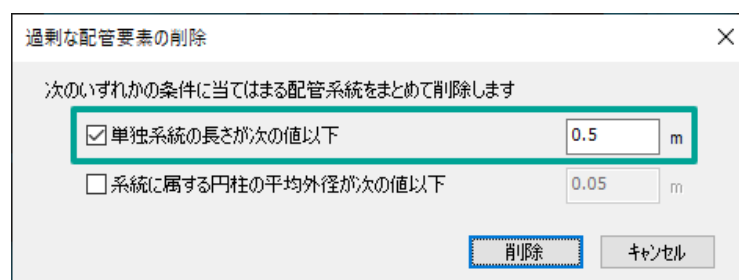 過剰な配管要素の削除
次のいずれかの条件に当てはまる配管系統をまとめて削除します
単独系統の長さが次の値以下 0.5 m
系統に属する円柱の平均外径が次の値以下 0.05 m
削除 キャンセル